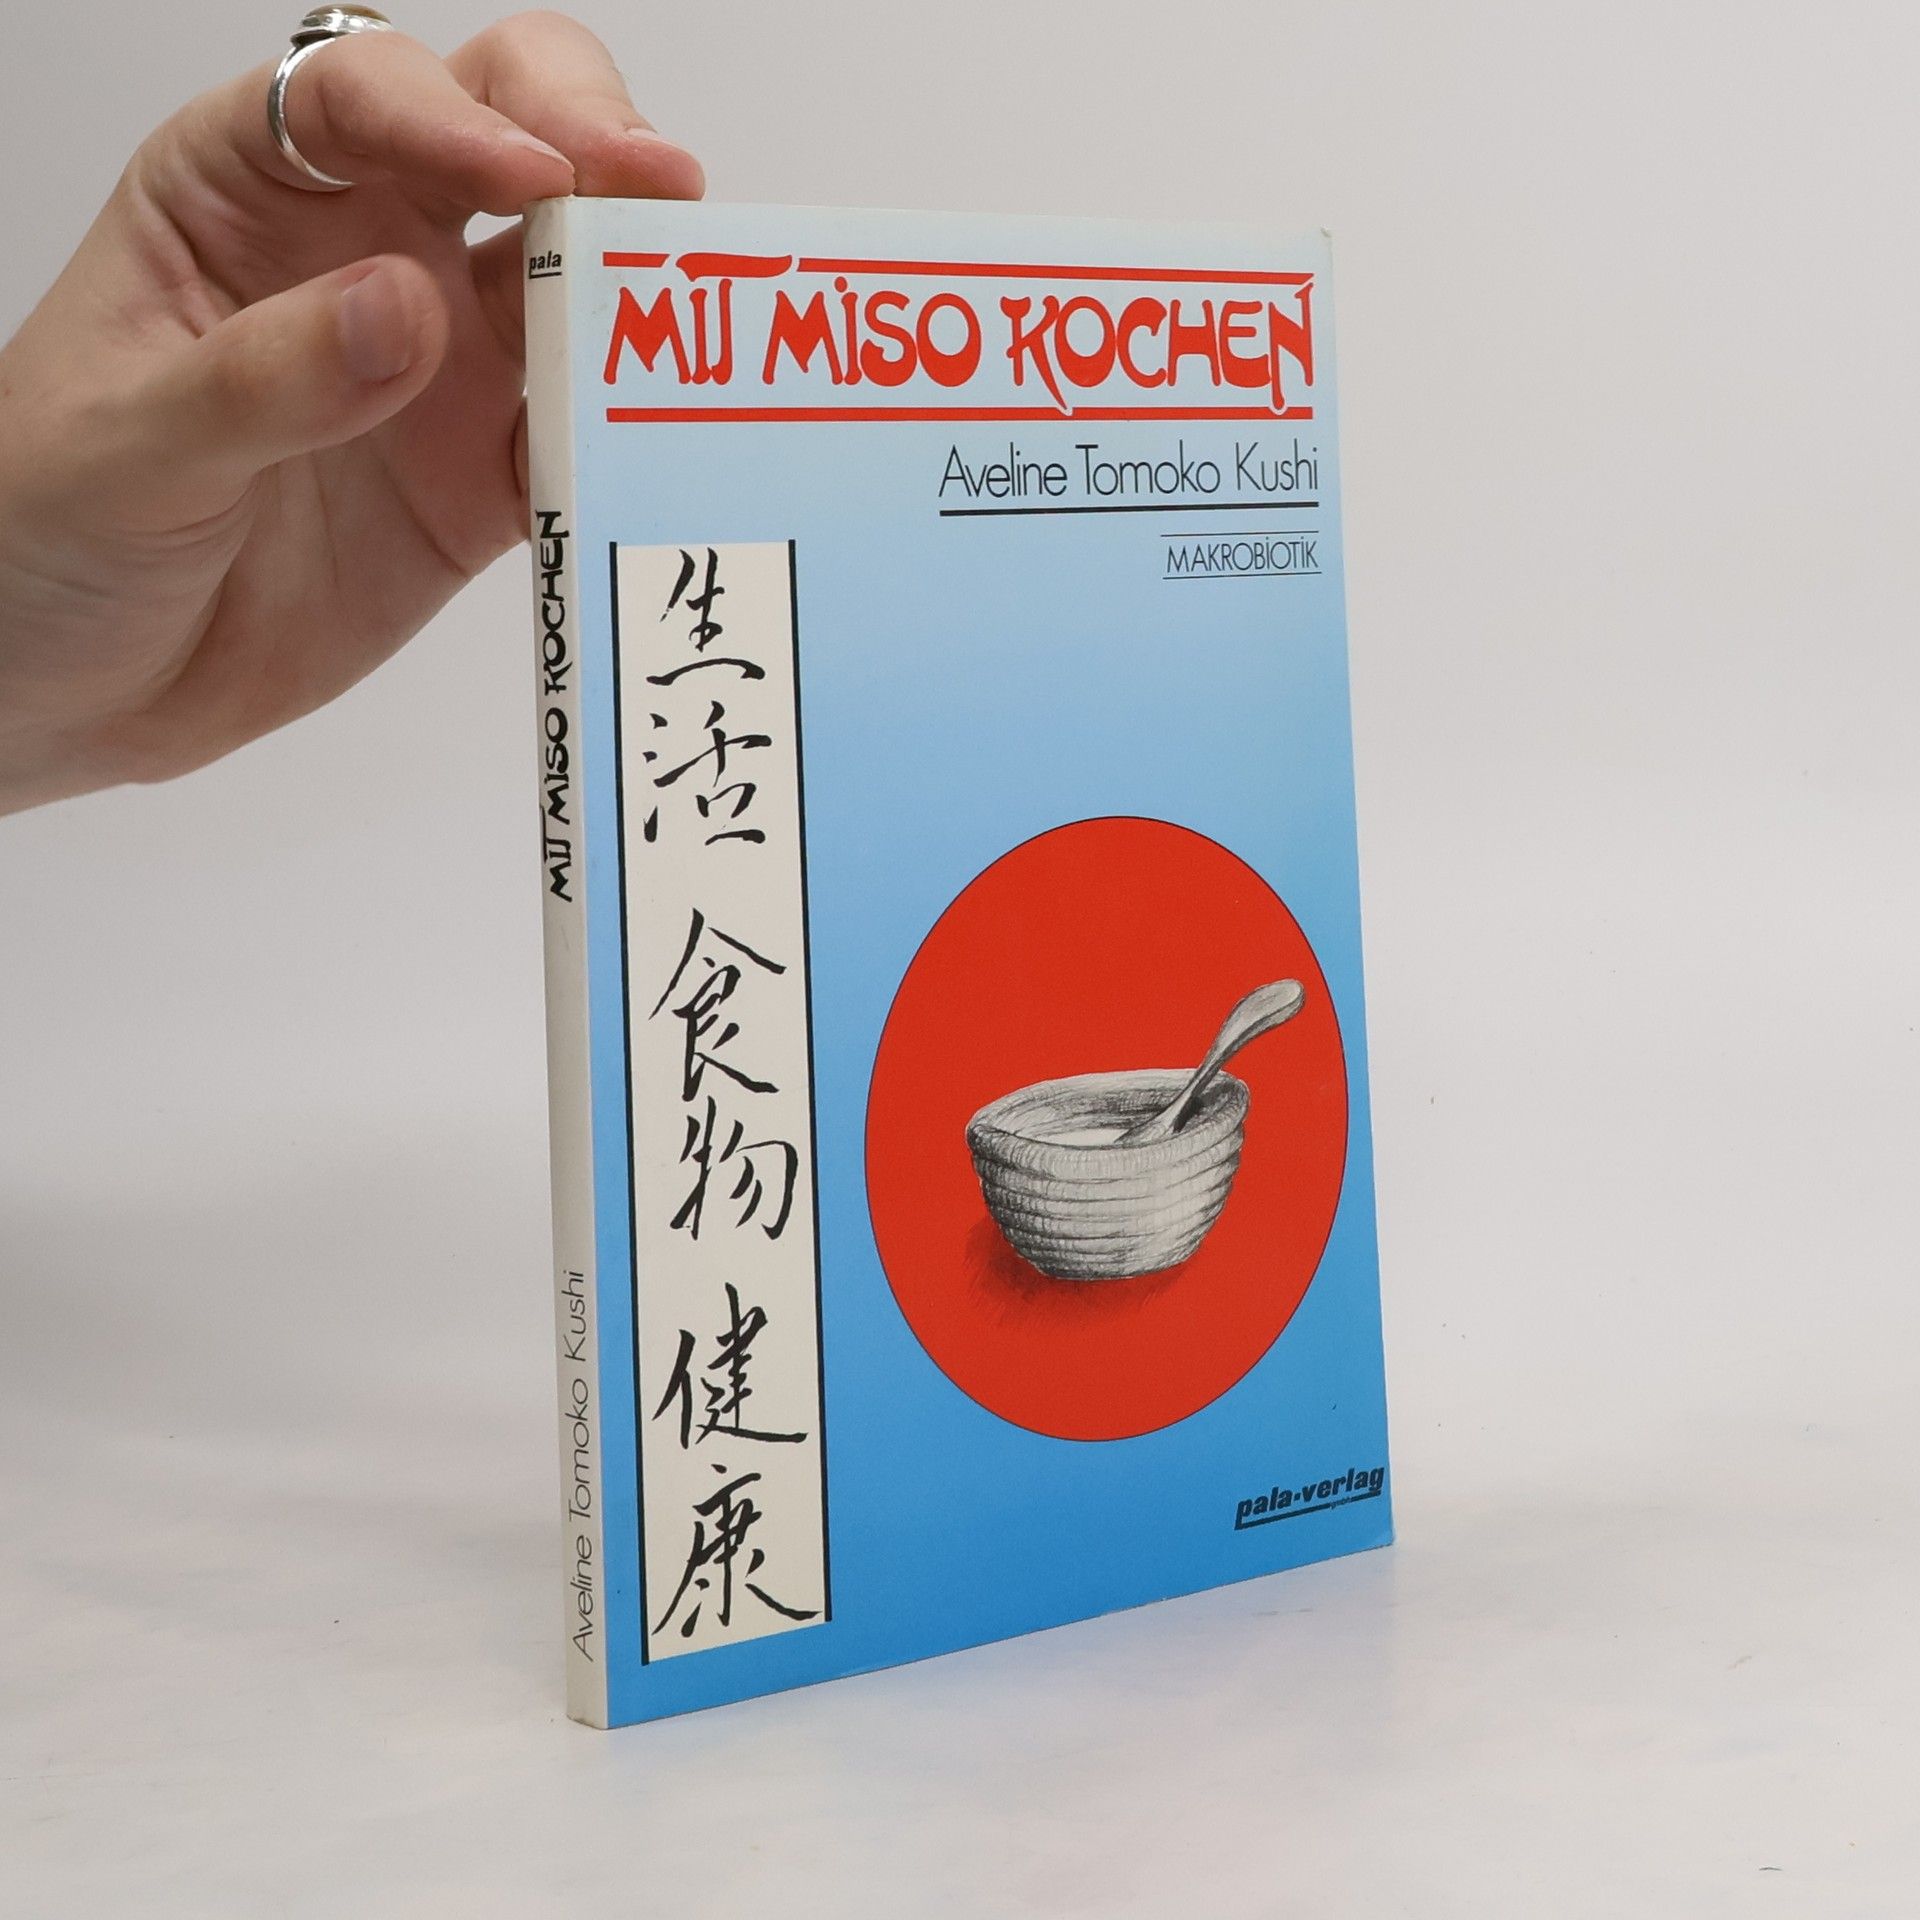 pala
MIT MISO KOCHEN
Aveline Tomoko Kushi
MIT MISO KOCHEN
Aveline Tomoko Kushi
MAKROBIOTIK
生活 食物 健康
pala-verlag
gmbh